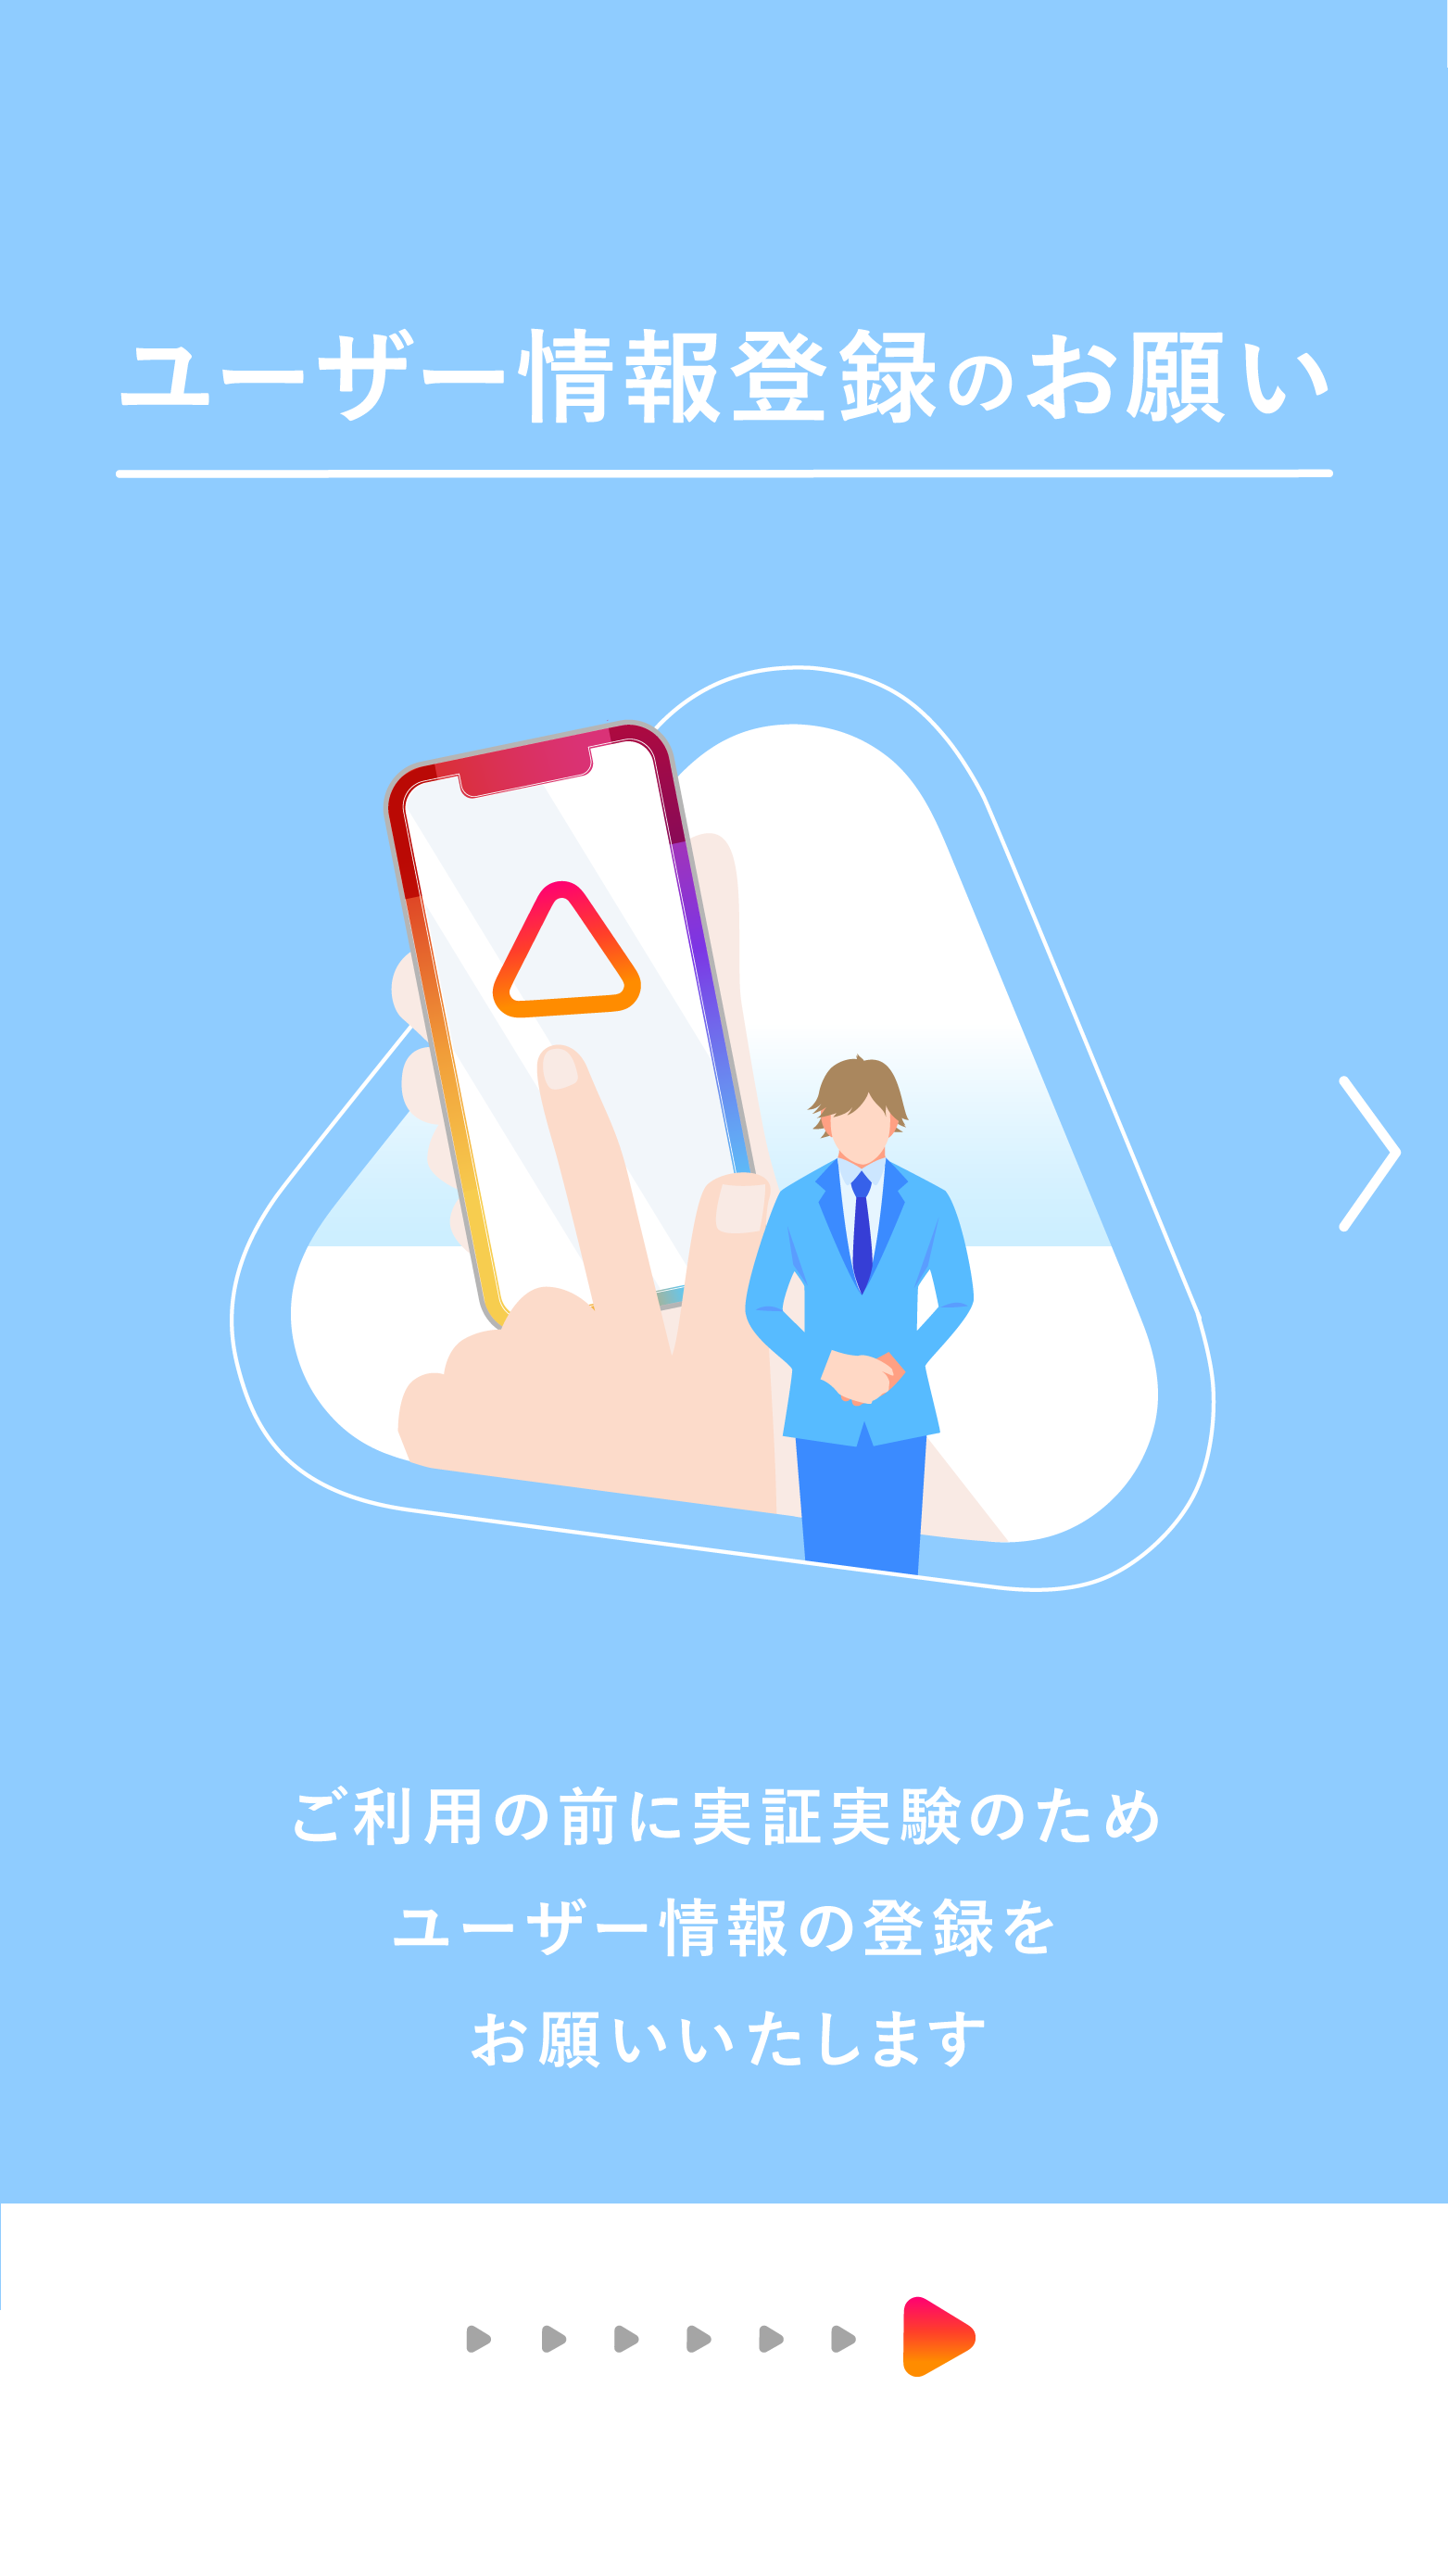 ユーザー情報登録のお願い
ご利用の前に実証実験のため
ユーザー情報の登録を
お願いいたします